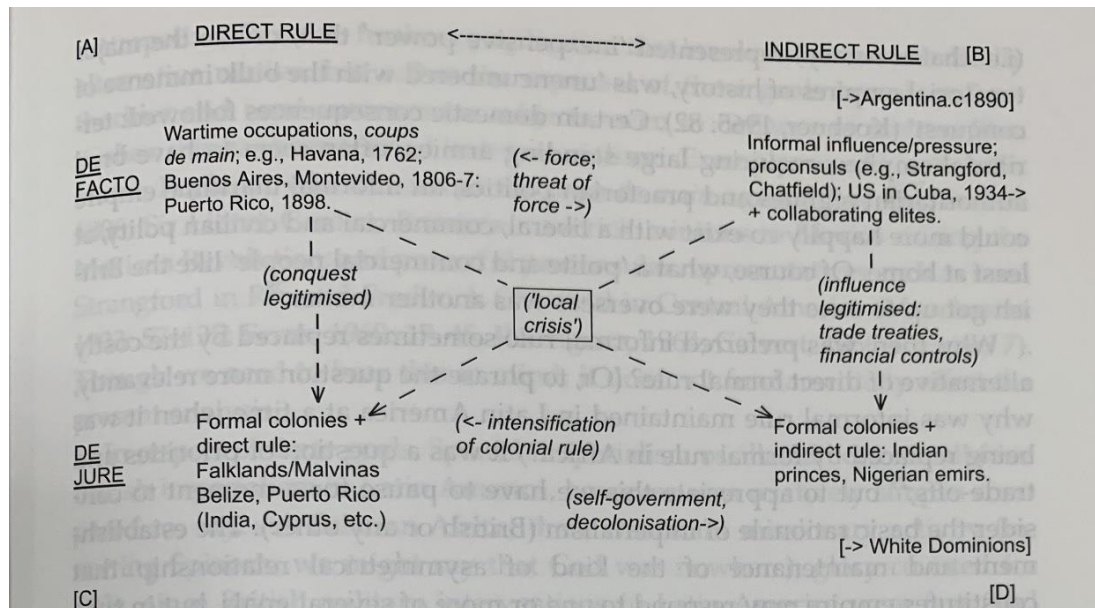 [A] DIRECT RULE <-----------------------> INDIRECT RULE [B]
[->Argentina.c1890]
DE FACTO
Wartime occupations, coups
de main; e.g., Havana, 1762;
Buenos Aires, Montevideo, 1806-7;
Puerto Rico, 1898.
(<- force;
threat of
force ->)
Informal influence/pressure;
proconsuls (e.g., Strangford,
Chatfield); US in Cuba, 1934->
+ collaborating elites.
(conquest
legitimised)
('local
crisis')
(influence
legitimised:
trade treaties.
financial controls)
DE
JURE
Formal colonies +
direct rule:
Falklands/Malvinas
Belize, Puerto Rico
(India, Cyprus, etc.)
(<- intensification
of colonial rule)
(self-government,
decolonisation->)
Formal colonies +
indirect rule: Indian
princes, Nigerian emirs.
[-> White Dominions]
[C] [D]